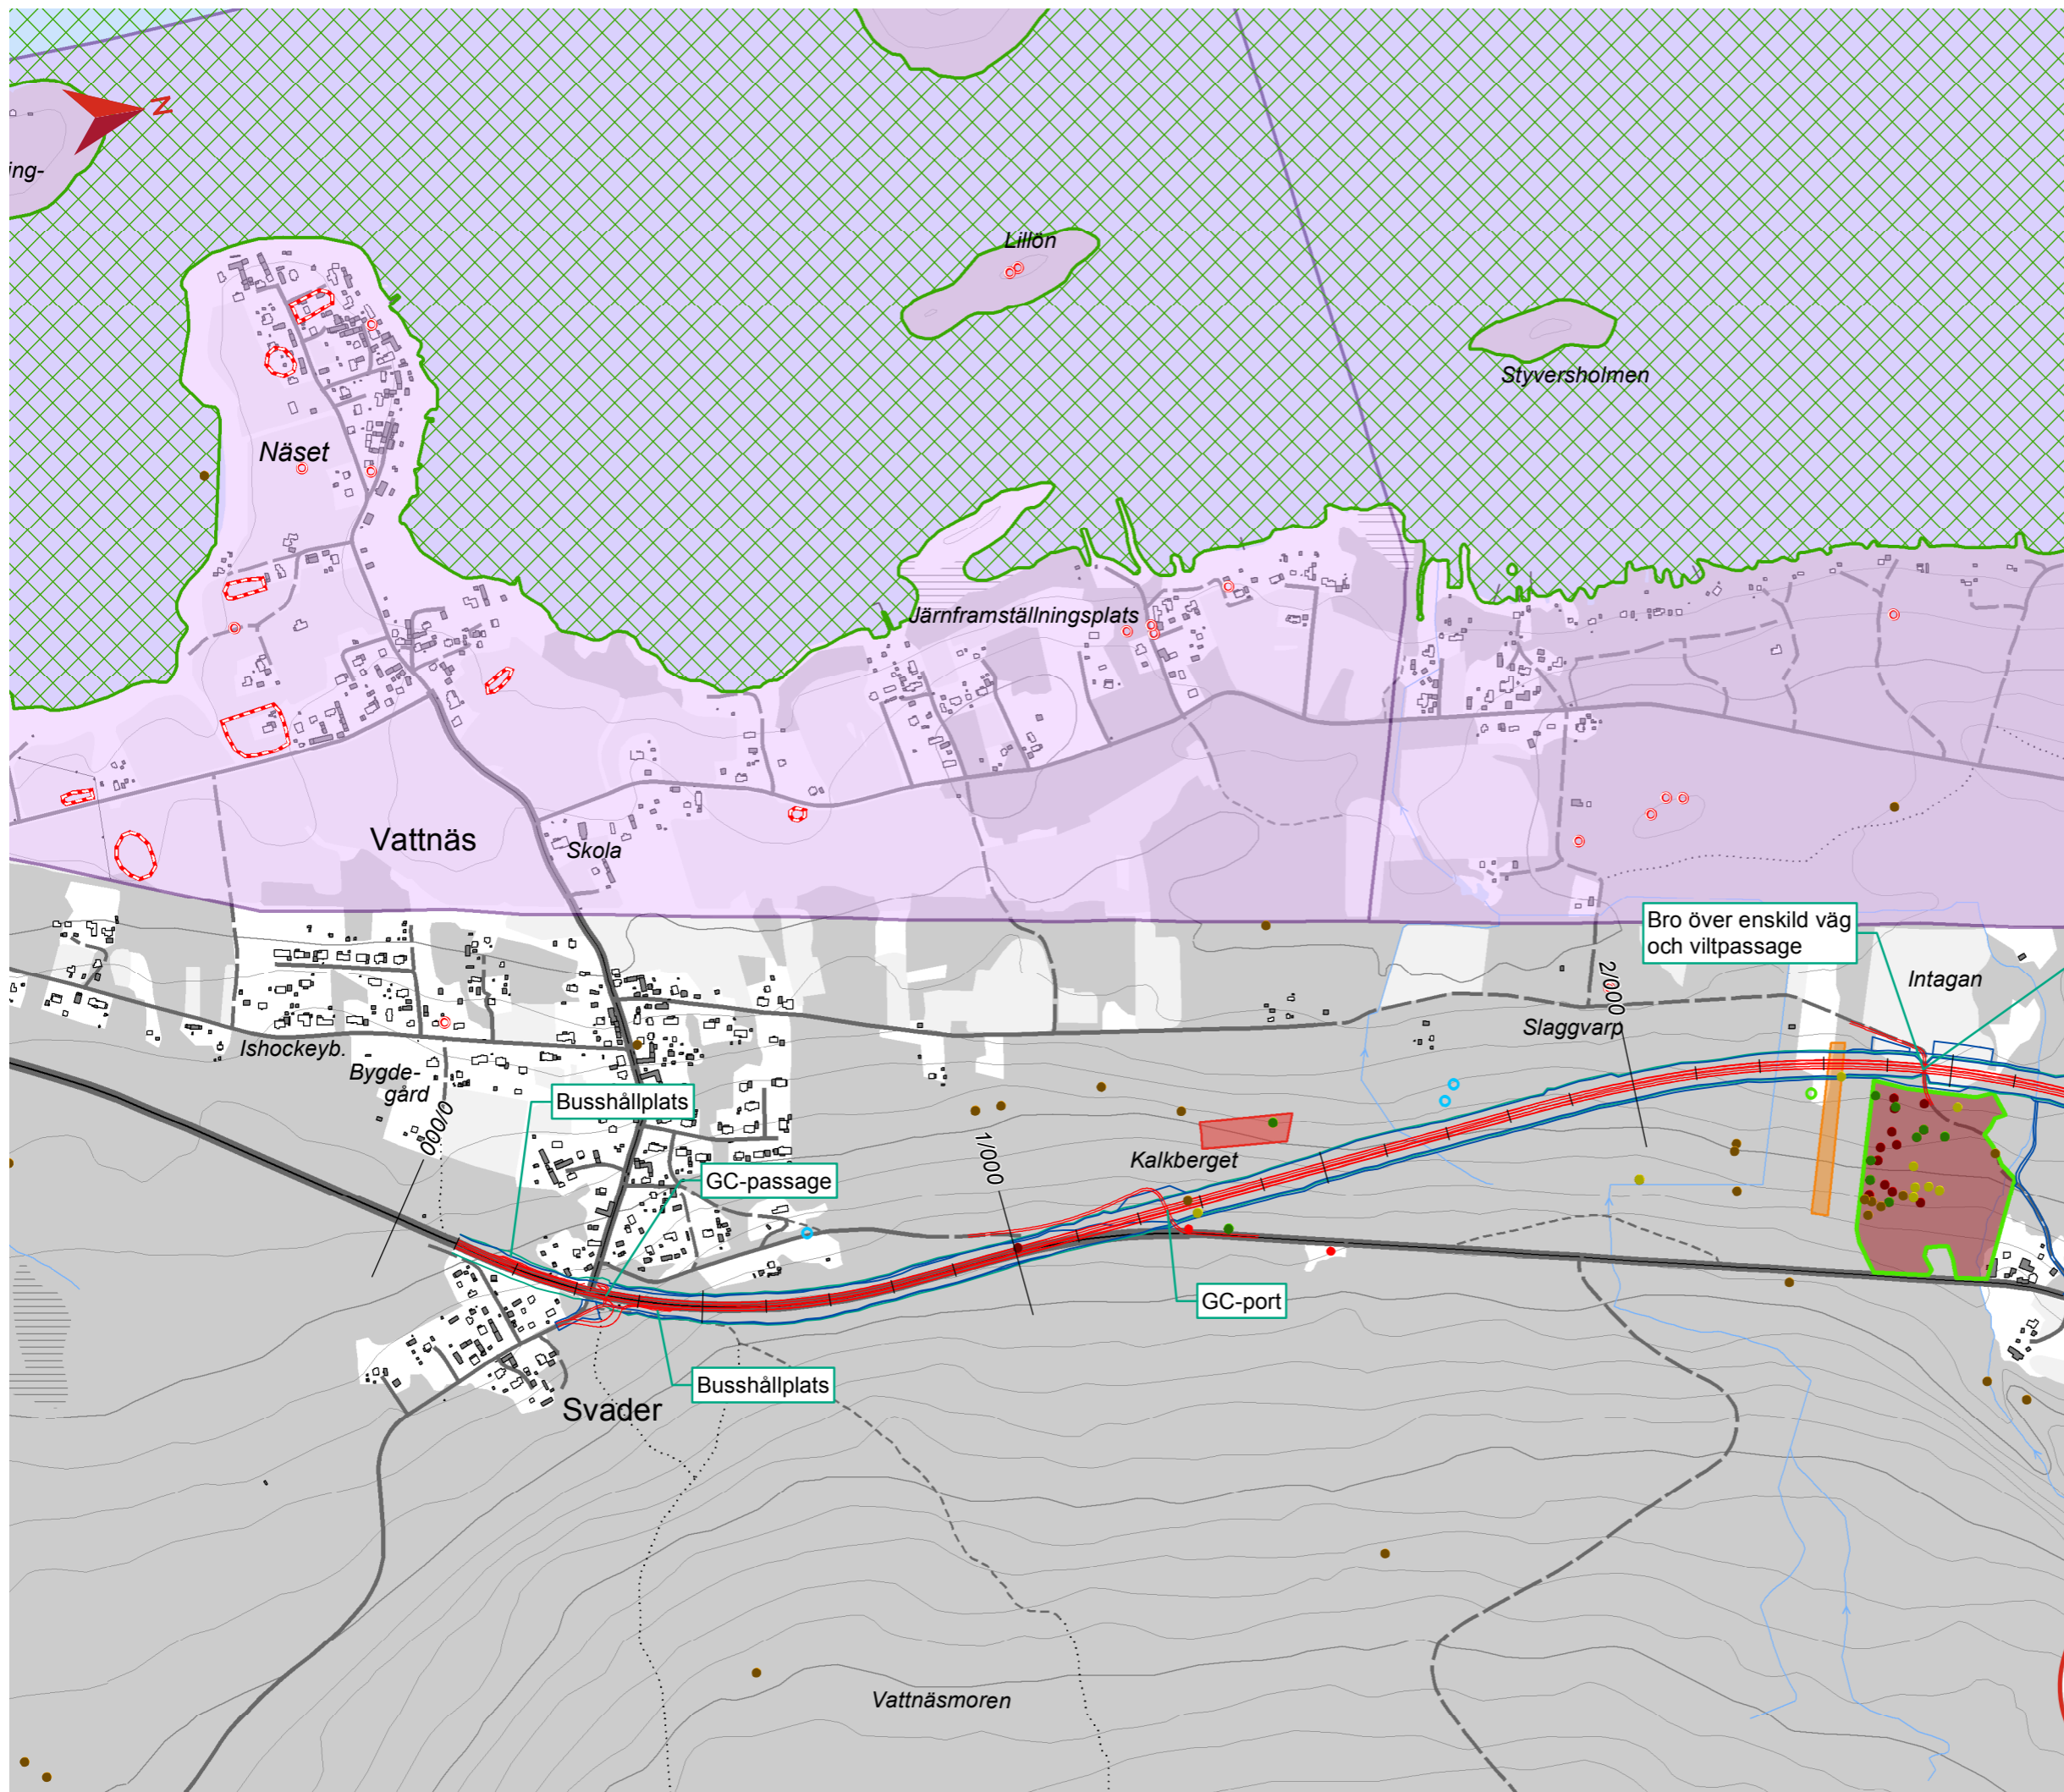 N
ing-
Lillön
Styversholmen
Näset
Järnframställningsplats
Vattnäs
Skola
Bro över enskild väg
och viltpassage
Intagan
2/000
Slaggvarp
Ishockeyb.
Bygde-
gård
Busshållplats
0/000
1/000
Kalkberget
GC-passage
GC-port
Busshållplats
Svader
Vattnäsmoren